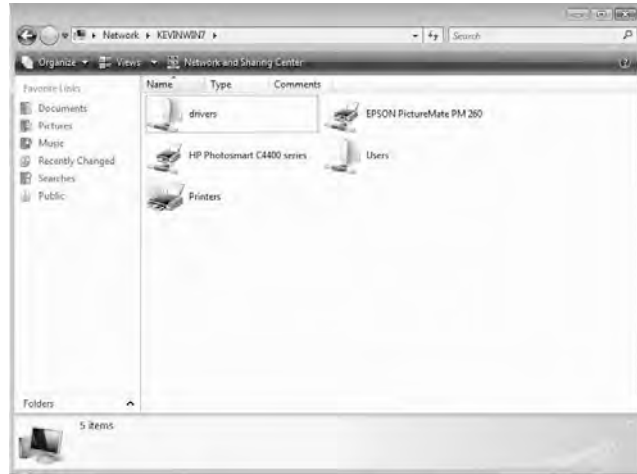 Network ▸ KEVINWIN7 ▸
Search
Organize Views Network and Sharing Center
Favorite Links
Documents
Pictures
Music
Recently Changed
Searches
Public
Name Type Comments
drivers EPSON PictureMate PM 260
HP Photosmart C4400 series Users
Printers
Folders
5 items